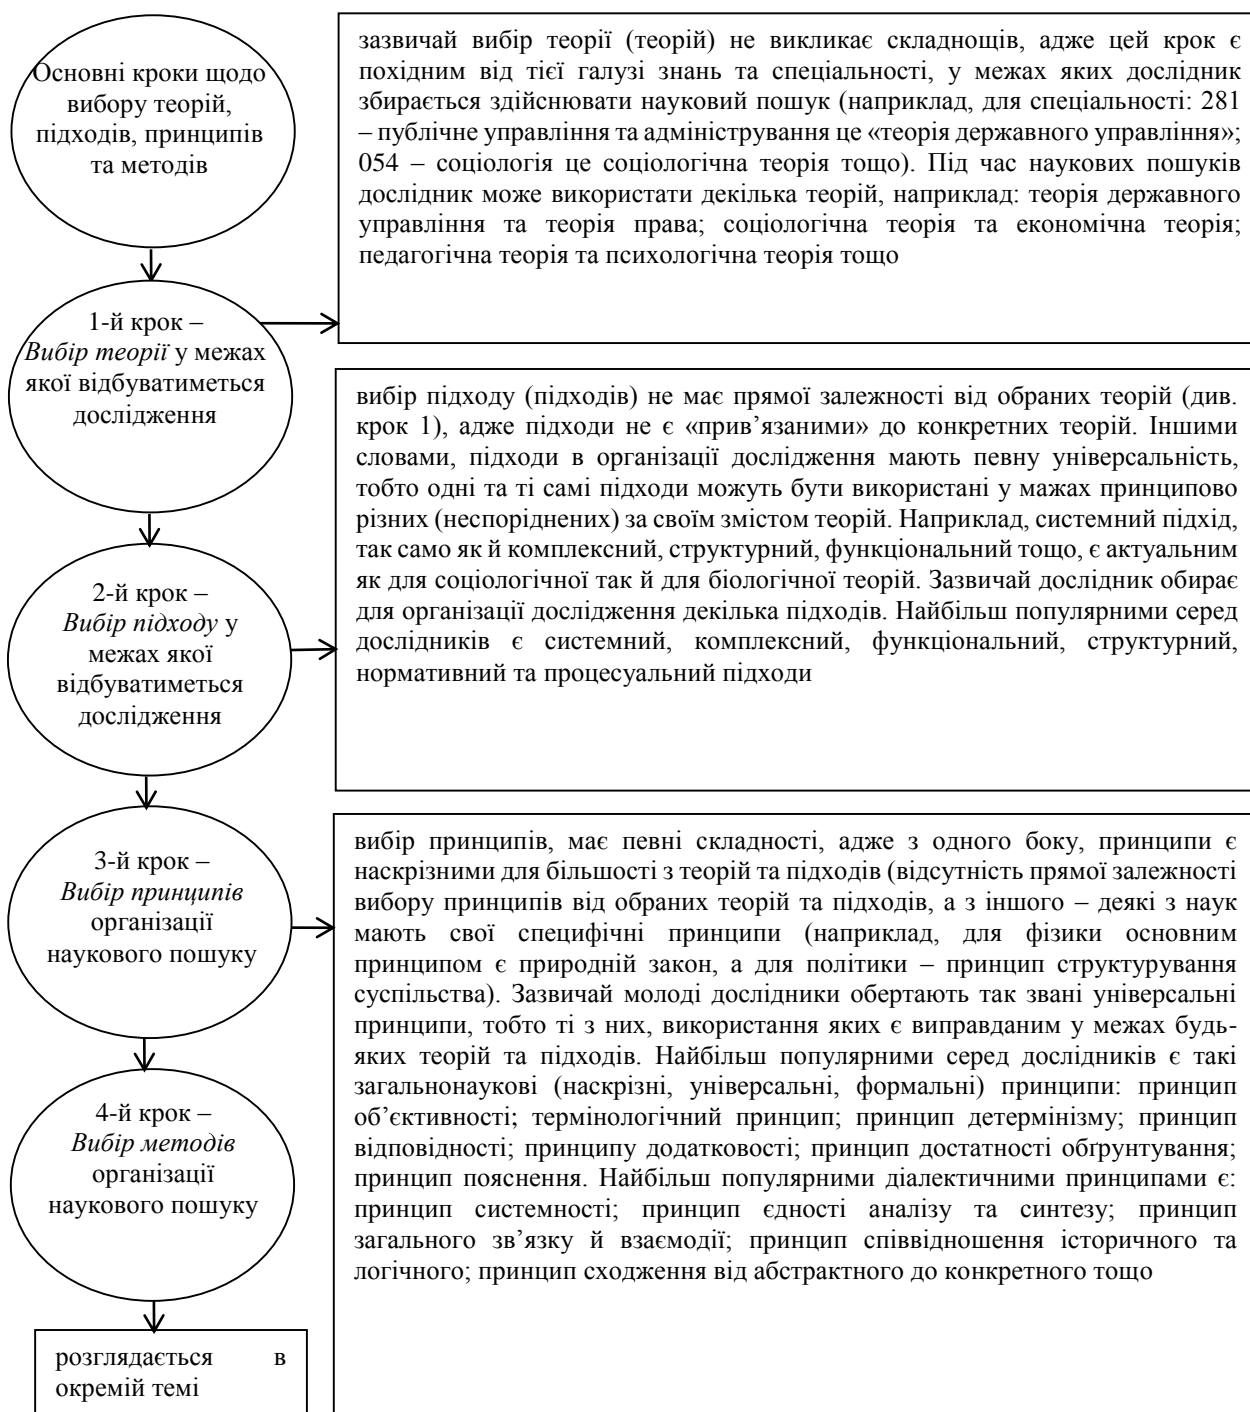 Основні кроки щодо
вибору теорій,
підходів, принципів
та методів
зазвичай вибір теорії (теорій) не викликає складнощів, адже цей крок є
похідним від тієї галузі знань та спеціальності, у межах яких дослідник
збирається здійснювати науковий пошук (наприклад, для спеціальності: 281
– публічне управління та адміністрування це «теорія державного управління»;
054 – соціологія це соціологічна теорія тощо). Під час наукових пошуків
дослідник може використати декілька теорій, наприклад: теорія державного
управління та теорія права; соціологічна теорія та економічна теорія;
педагогічна теорія та психологічна теорія тощо
1-й крок –
Вибір теорії у межах
якої відбуватиметься
дослідження
вибір підходу (підходів) не має прямої залежності від обраних теорій (див.
крок 1), адже підходи не є «прив’язаними» до конкретних теорій. Іншими
словами, підходи в організації дослідження мають певну універсальність,
тобто одні та ті самі підходи можуть бути використані у мажах принципово
різних (неспоріднених) за своїм змістом теорій. Наприклад, системний підхід,
так само як й комплексний, структурний, функціональний тощо, є актуальним
як для соціологічної так й для біологічної теорій. Зазвичай дослідник обирає
для організації дослідження декілька підходів. Найбільш популярними серед
дослідників є системний, комплексний, функціональний, структурний,
нормативний та процесуальний підходи
2-й крок –
Вибір підходу у
межах якої
відбуватиметься
дослідження
вибір принципів, має певні складності, адже з одного боку, принципи є
наскрізними для більшості з теорій та підходів (відсутність прямої залежності
вибору принципів від обраних теорій та підходів, а з іншого – деякі з наук
мають свої специфічні принципи (наприклад, для фізики основним
принципом є природній закон, а для політики – принцип структурування
суспільства). Зазвичай молоді дослідники обертають так звані універсальні
принципи, тобто ті з них, використання яких є виправданим у межах будь-
яких теорій та підходів. Найбільш популярними серед дослідників є такі
загальнонаукові (наскрізні, універсальні, формальні) принципи: принцип
об’єктивності; термінологічний принцип; принцип детермінізму; принцип
відповідності; принципу додатковості; принцип достатності обґрунтування;
принцип пояснення. Найбільш популярними діалектичними принципами є:
принцип системності; принцип єдності аналізу та синтезу; принцип
загального зв’язку й взаємодії; принцип співвідношення історичного та
логічного; принцип сходження від абстрактного до конкретного тощо
3-й крок –
Вибір принципів
організації
наукового пошуку
4-й крок –
Вибір методів
організації
наукового пошуку
розглядається в
окремій темі